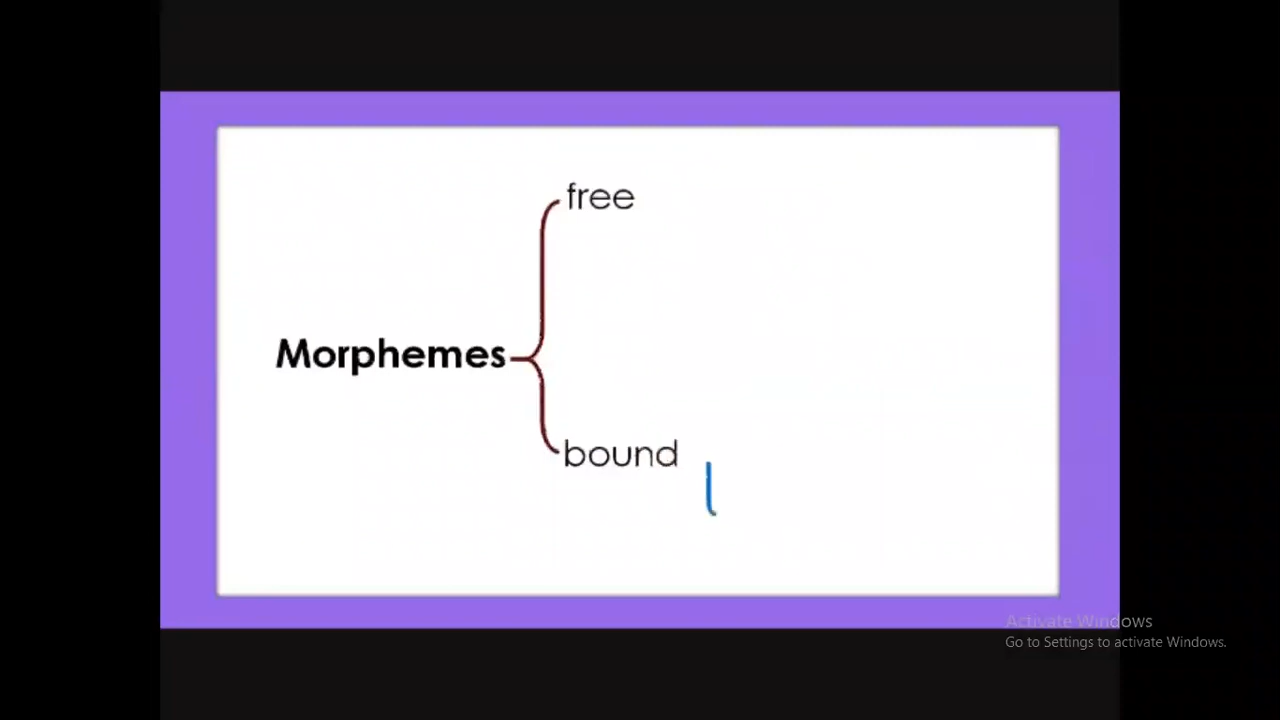 free
Morphemes
bound
Activate Windows
Go to Settings to activate Windows.